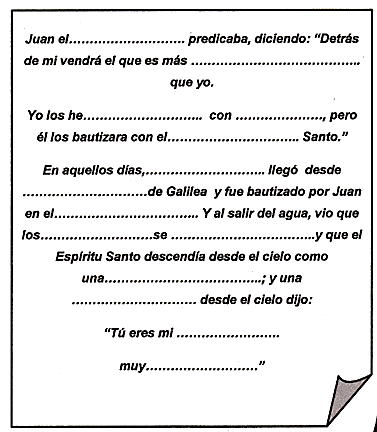 Juan el............................ predicaba, diciendo: “Detrás
de mi vendrá el que es más .........................................
que yo.
Yo los he............................. con ....................., pero
él los bautizara con el............................... Santo.”
En aquellos días,............................. llegó desde
..............................de Galilea y fue bautizado por Juan
en el................................... Y al salir del agua, vio que
los...........................se ...................................y que el
Espíritu Santo descendía desde el cielo como
una.....................................; y una
.............................. desde el cielo dijo:
“Tú eres mi .........................
muy...........................”